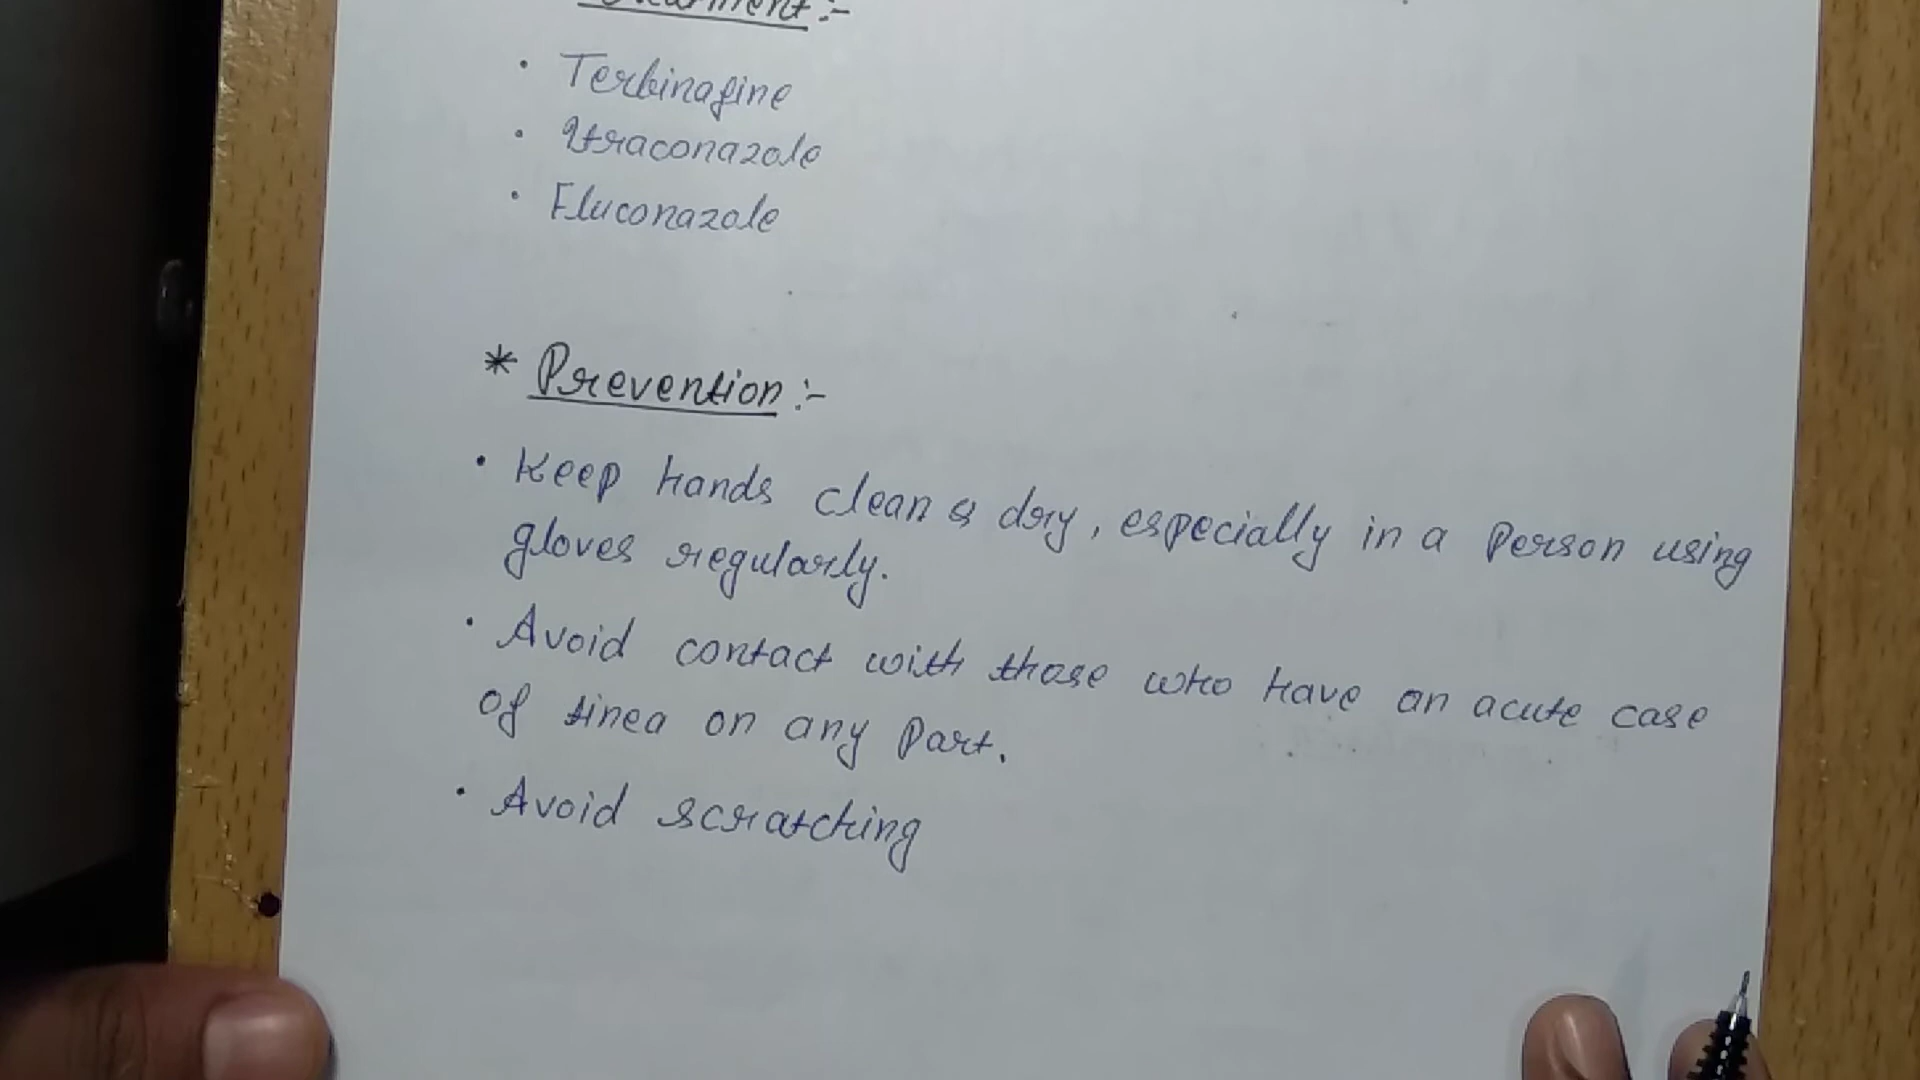 Treatment :-
• Terbinafine
• Itraconazole
• Fluconazole
* Prevention :-
• Keep hands clean & dry, especially in a person using
gloves regularly.
• Avoid contact with those who have an acute case
of tinea on any part.
• Avoid scratching